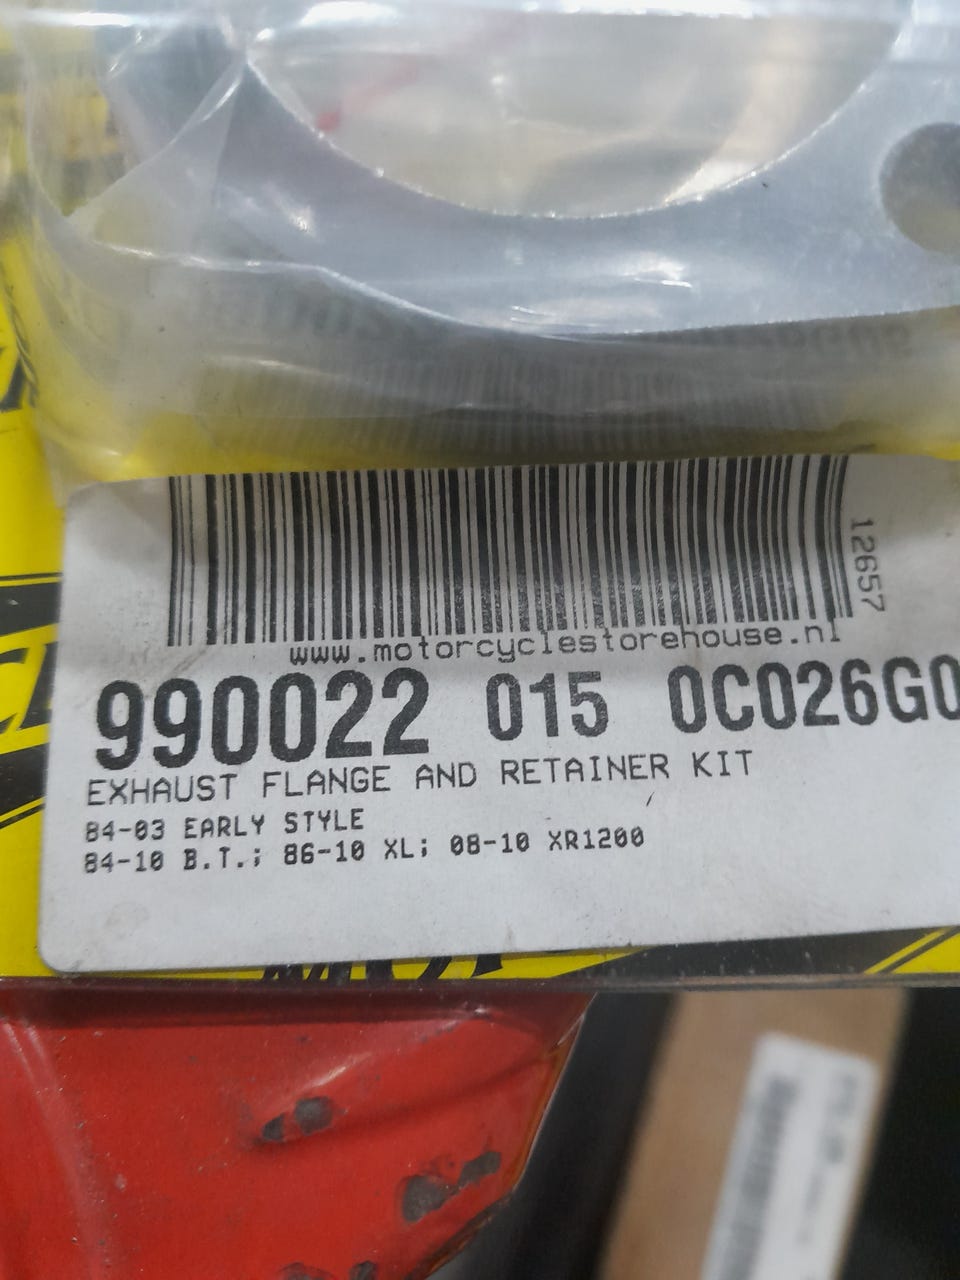 12657
www.motorcyclestorehouse.nl
990022 015 0C026G0
EXHAUST FLANGE AND RETAINER KIT
84-03 EARLY STYLE
84-10 B.T.; 86-10 XL; 08-10 XR1200